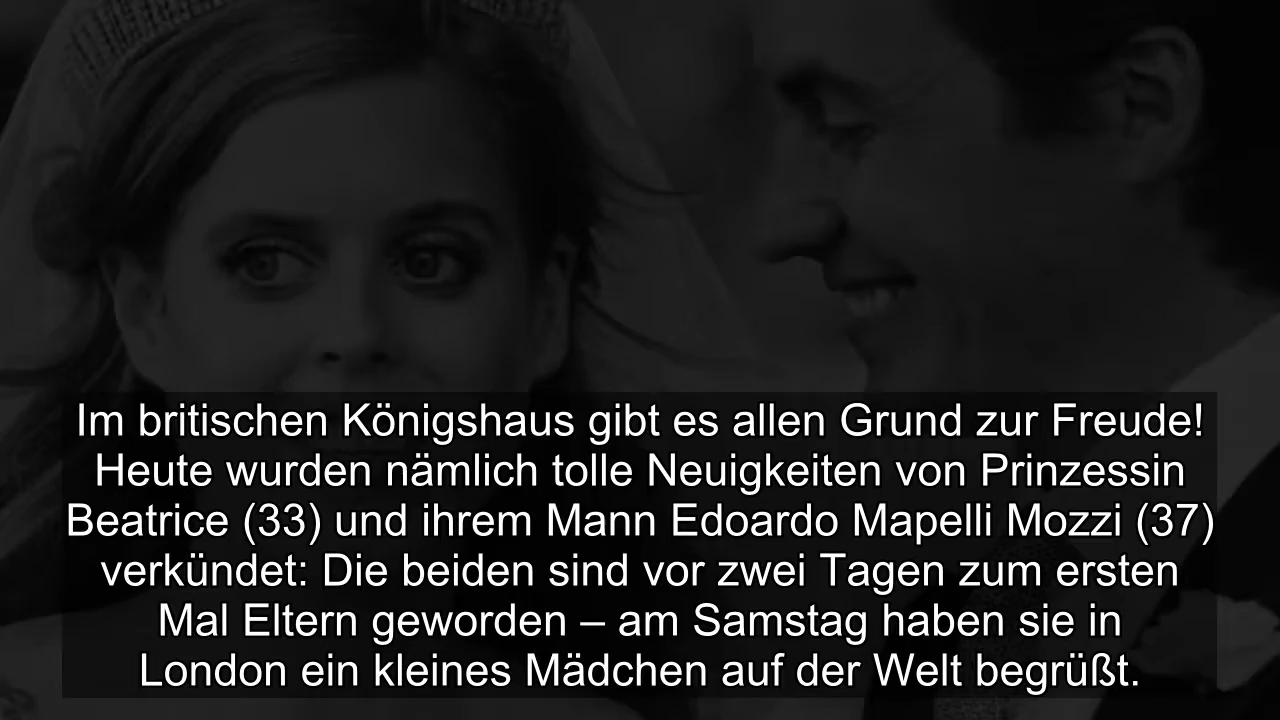 Im britischen Königshaus gibt es allen Grund zur Freude!
Heute wurden nämlich tolle Neuigkeiten von Prinzessin
Beatrice (33) und ihrem Mann Edoardo Mapelli Mozzi (37)
verkündet: Die beiden sind vor zwei Tagen zum ersten
Mal Eltern geworden – am Samstag haben sie in
London ein kleines Mädchen auf der Welt begrüßt.